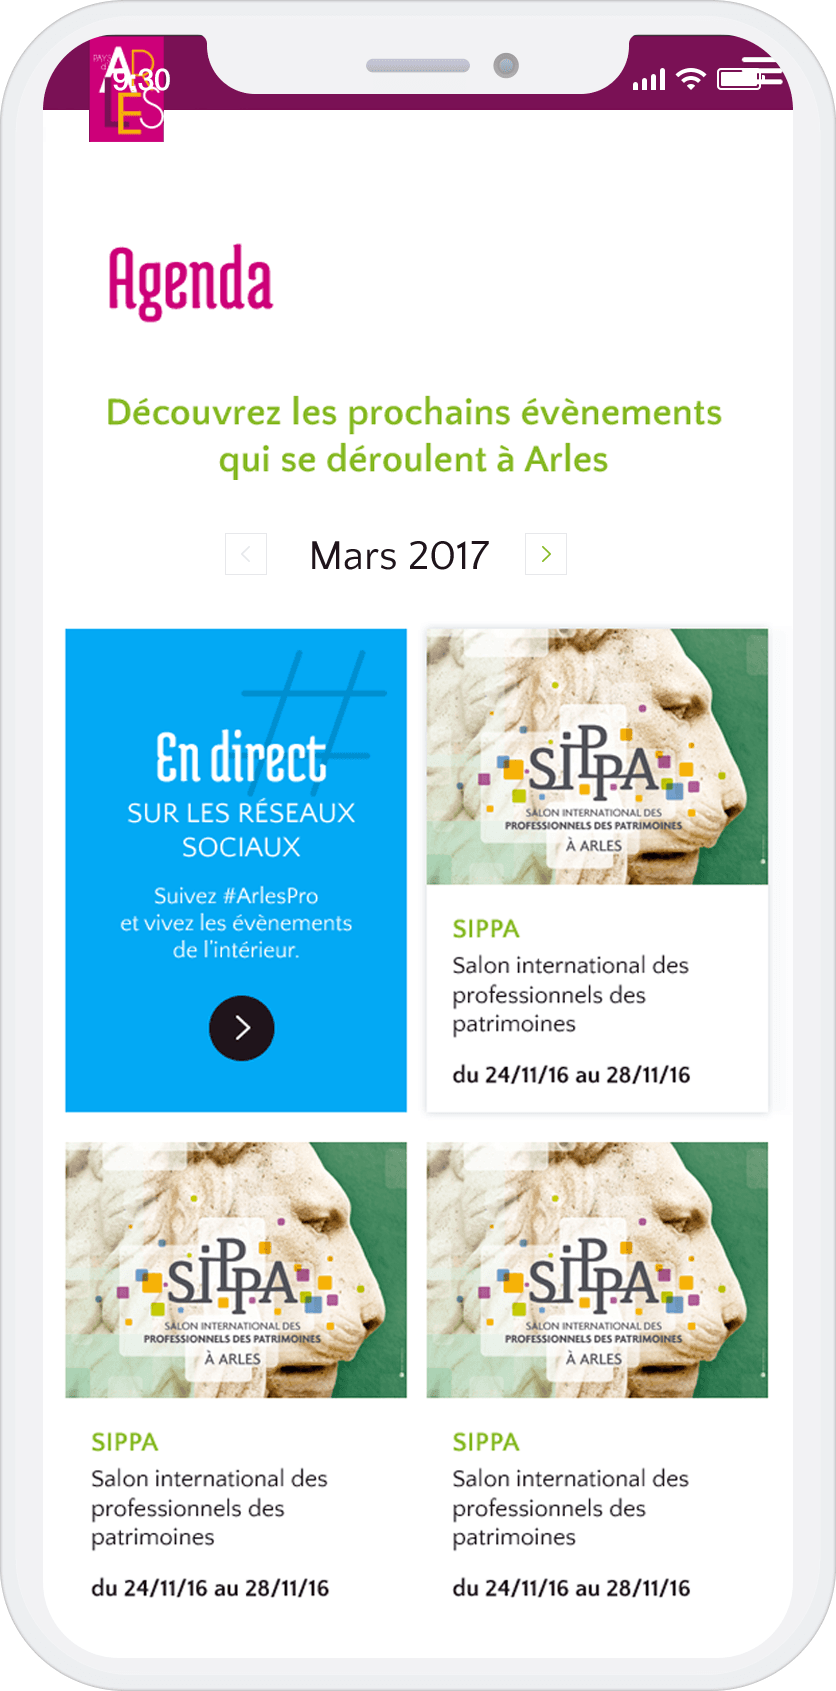 PAYS
d'
ARLES
9:30
Agenda
Découvrez les prochains évènements
qui se déroulent à Arles
Mars 2017
#
En direct
SUR LES RÉSEAUX
SOCIAUX
Suivez #ArlesPro
et vivez les évènements
de l'intérieur.
SIPPA
SALON INTERNATIONAL DES
PROFESSIONNELS DES PATRIMOINES
À ARLES
SIPPA
Salon international des
professionnels des
patrimoines
du 24/11/16 au 28/11/16
SIPPA
SALON INTERNATIONAL DES
PROFESSIONNELS DES PATRIMOINES
À ARLES
SIPPA
Salon international des
professionnels des
patrimoines
du 24/11/16 au 28/11/16
SIPPA
SALON INTERNATIONAL DES
PROFESSIONNELS DES PATRIMOINES
À ARLES
SIPPA
Salon international des
professionnels des
patrimoines
du 24/11/16 au 28/11/16